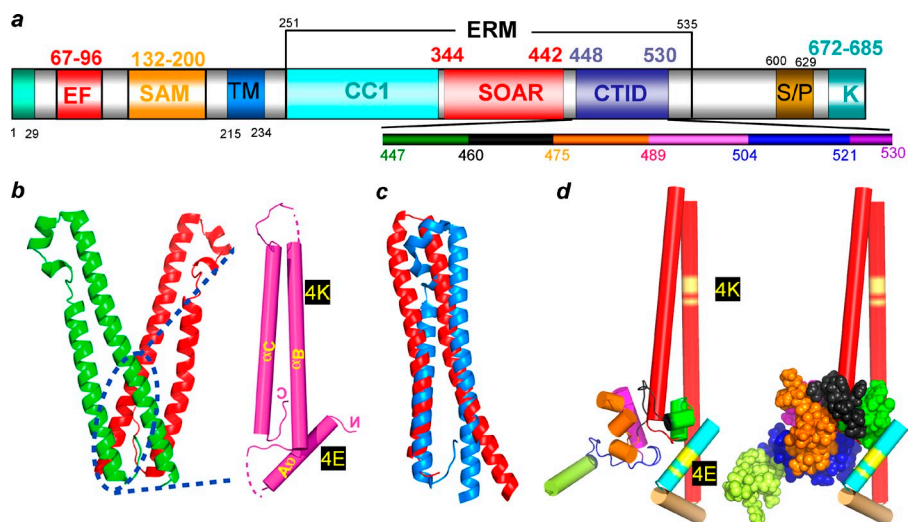 a
251
ERM
535
67-96
132-200
344
442
448
530
672-685
600
629
EF
SAM
TM
CC1
SOAR
CTID
S/P
K
1
29
215
234
447
460
475
489
504
521
530
b
c
d
4K
αC
αB
C
N
Aα
4E
4K
4E